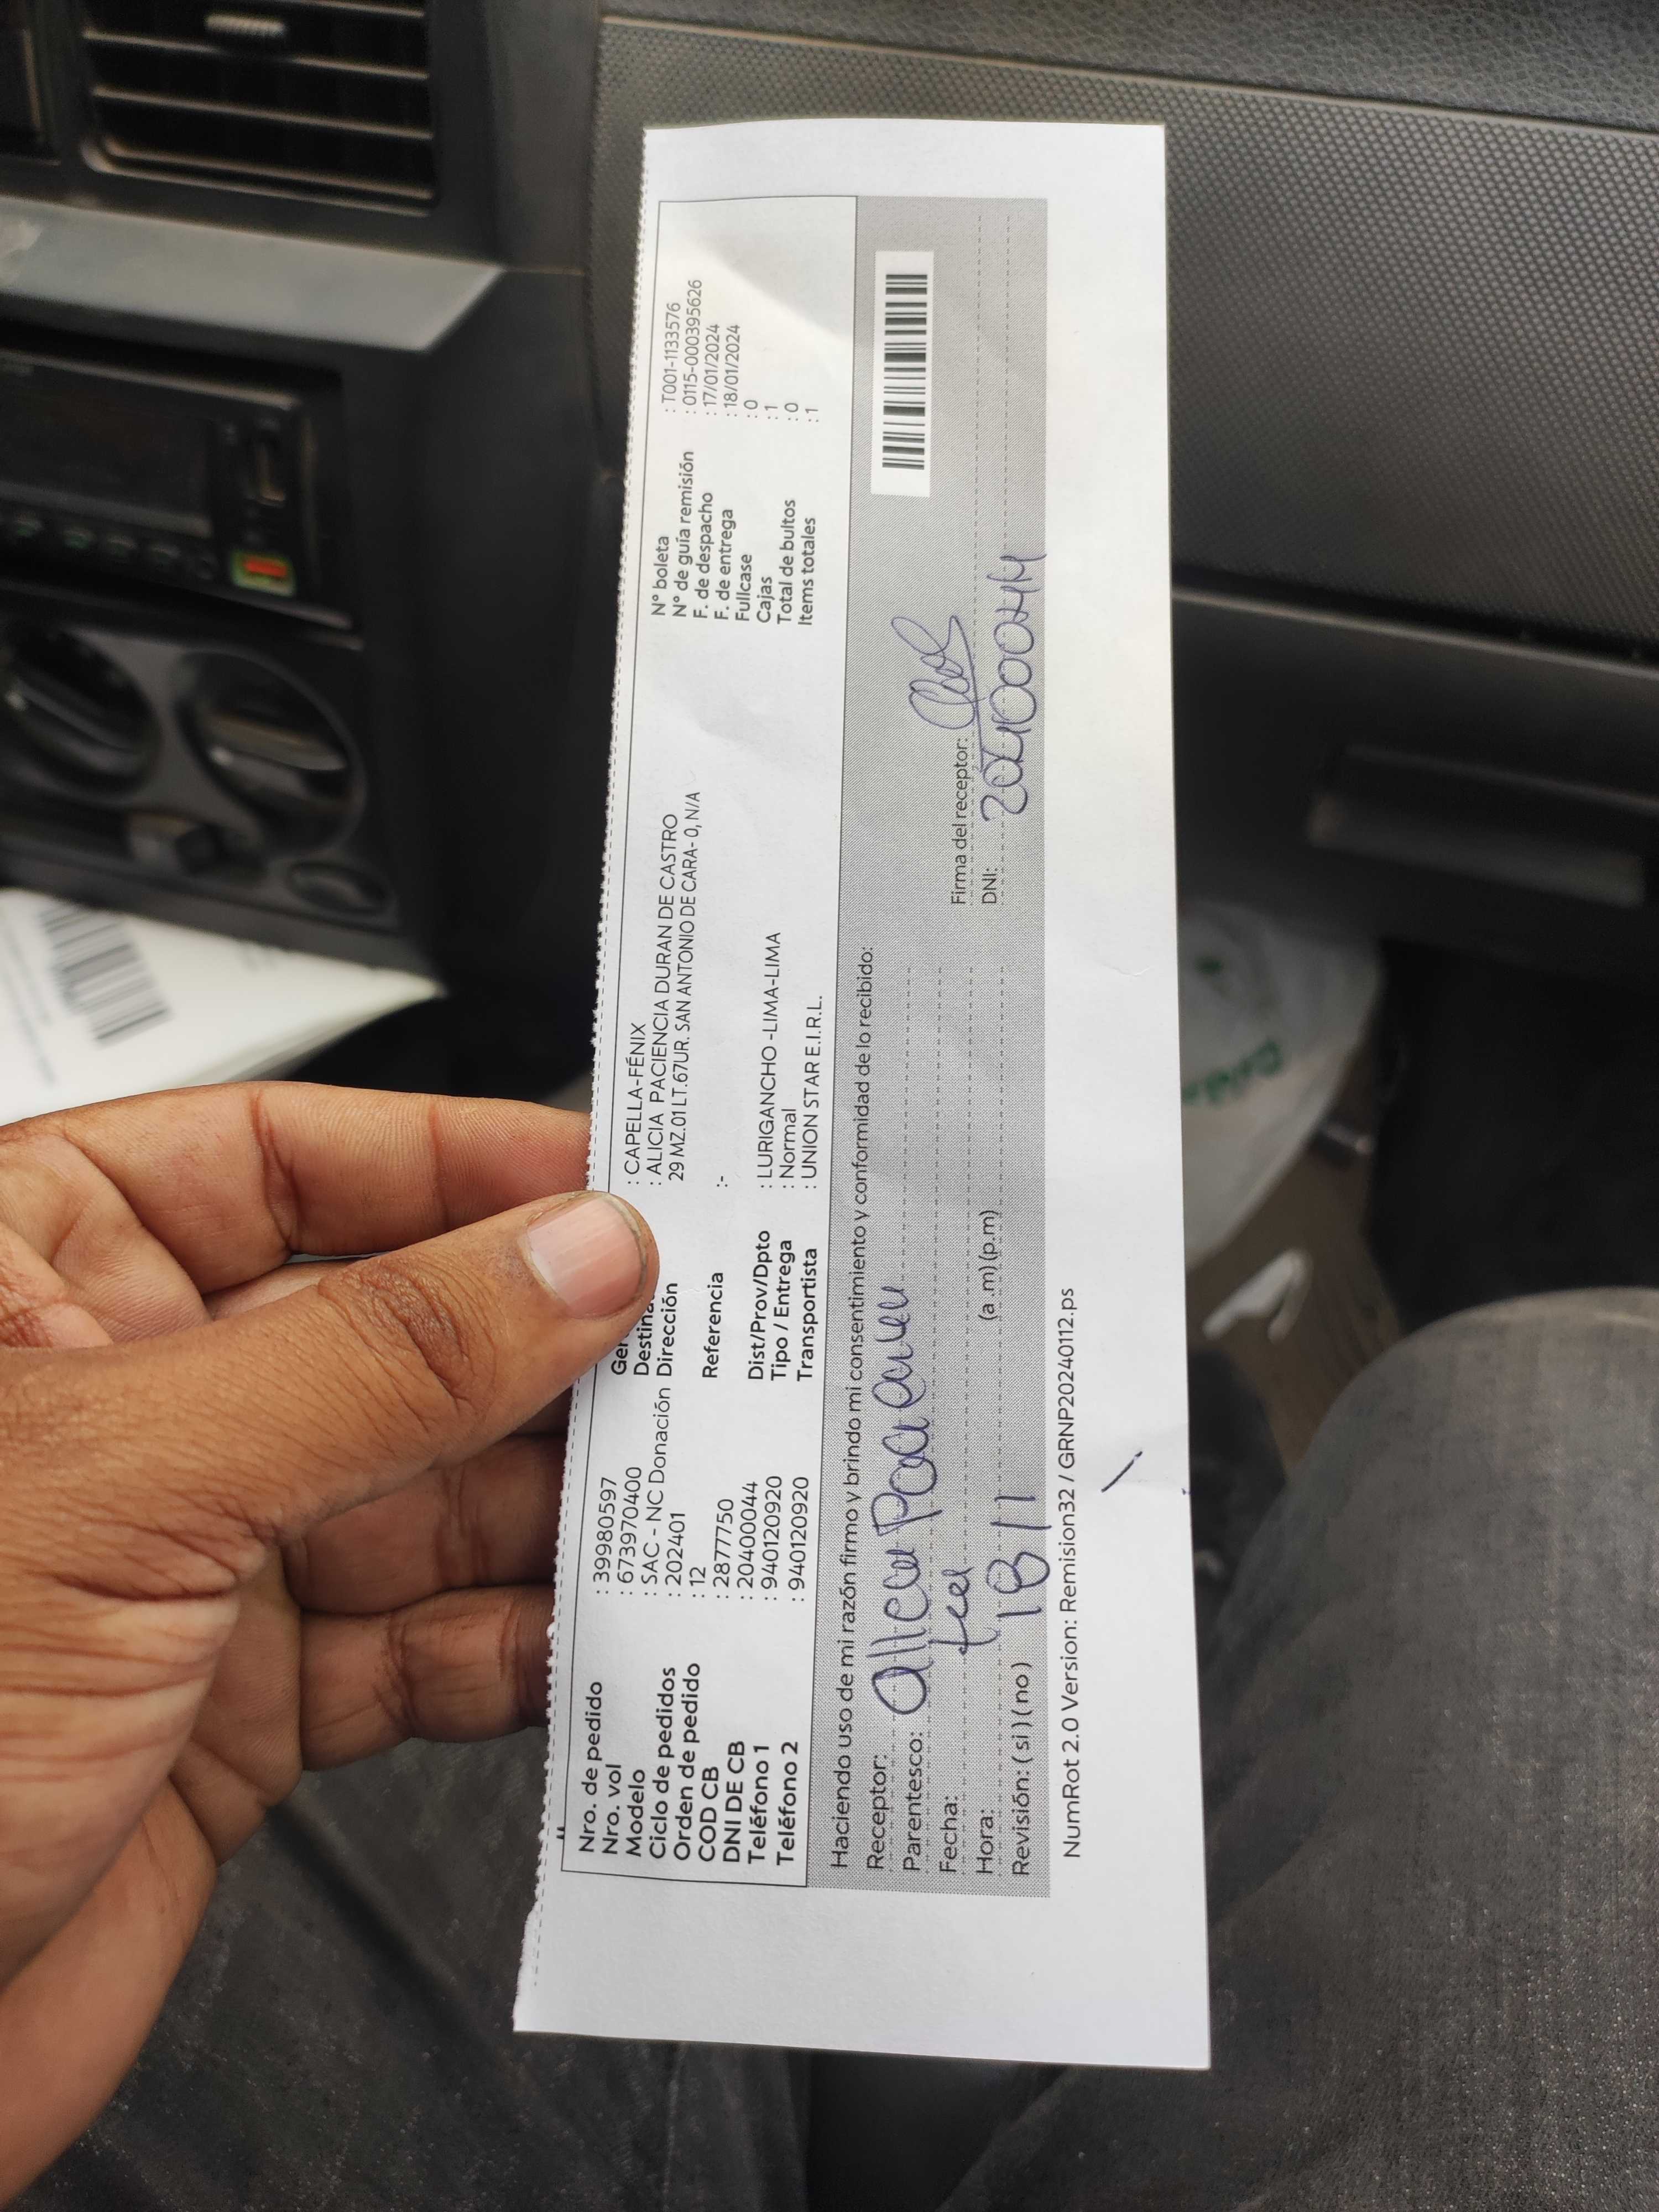 Nro. de pedido : 39980597
Nro. vol : 673970400
Modelo : SAC - NC Donación
Ciclo de pedidos : 202401
Orden de pedido : 12
COD CB : 2877750
DNI DE CB : 20400044
Teléfono 1 : 940120920
Teléfono 2 : 940120920
: CAPELLA-FÉNIX
: ALICIA PACIENCIA DURAN DE CASTRO
Dirección 29 MZ.01 LT.67UR. SAN ANTONIO DE CARA- 0, N/A
Referencia :-
Dist/Prov/Dpto : LURIGANCHO -LIMA-LIMA
Tipo / Entrega : Normal
Transportista : UNION STAR E.I.R.L.
N° boleta : T001-1133576
N° de guía remisión : 0115-000395626
F. de despacho : 17/01/2024
F. de entrega : 18/01/2024
Fullcase : 0
Cajas : 1
Total de bultos : 0
Items totales : 1
Haciendo uso de mi razón firmo y brindo mi consentimiento y conformidad de lo recibido:
Receptor: Alicia
Parentesco:
Fecha: 
Hora: 18 11 (a .m) (p.m)
Revisión: ( si ) ( no )
Firma del receptor:
DNI: 20400044
NumRot 2.0 Version: Remision32 / GRNP20240112.ps